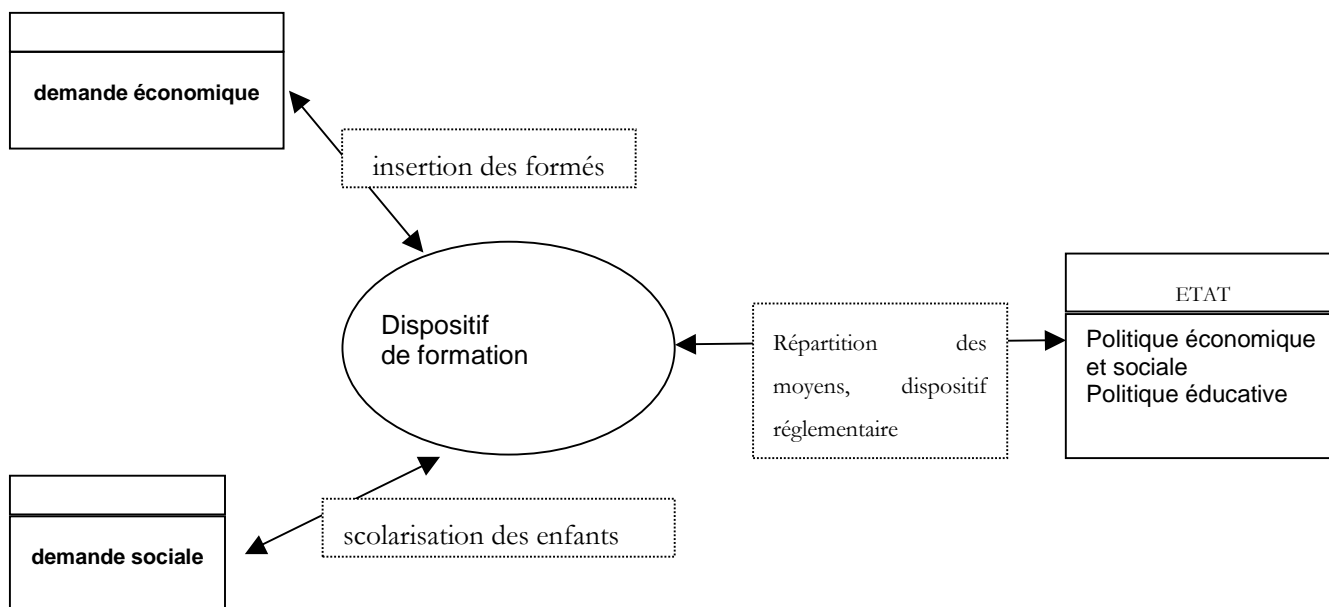 demande économique
insertion des formés
Dispositif
de formation
Répartition des
moyens, dispositif
réglementaire
ETAT
Politique économique
et sociale
Politique éducative
scolarisation des enfants
demande sociale